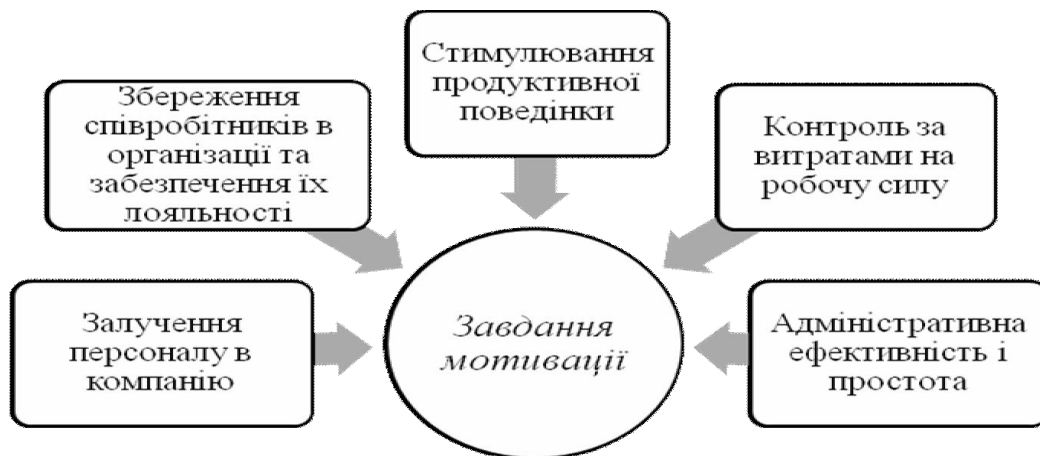 Стимулювання
продуктивної
поведінки
Збереження
співробітників в
організації та
забезпечення їх
лояльності
Контроль за
витратами на
робочу силу
Залучення
персоналу в
компанію
Завдання
мотивації
Адміністративна
ефективність і
простота